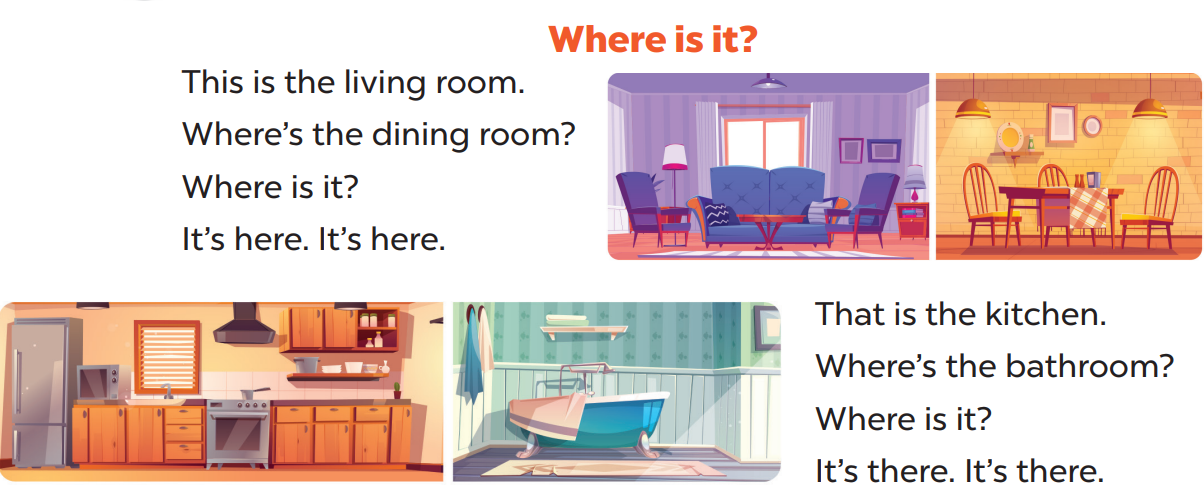 Where is it?
This is the living room.
Where’s the dining room?
Where is it?
It’s here. It’s here.
That is the kitchen.
Where’s the bathroom?
Where is it?
It’s there. It’s there.